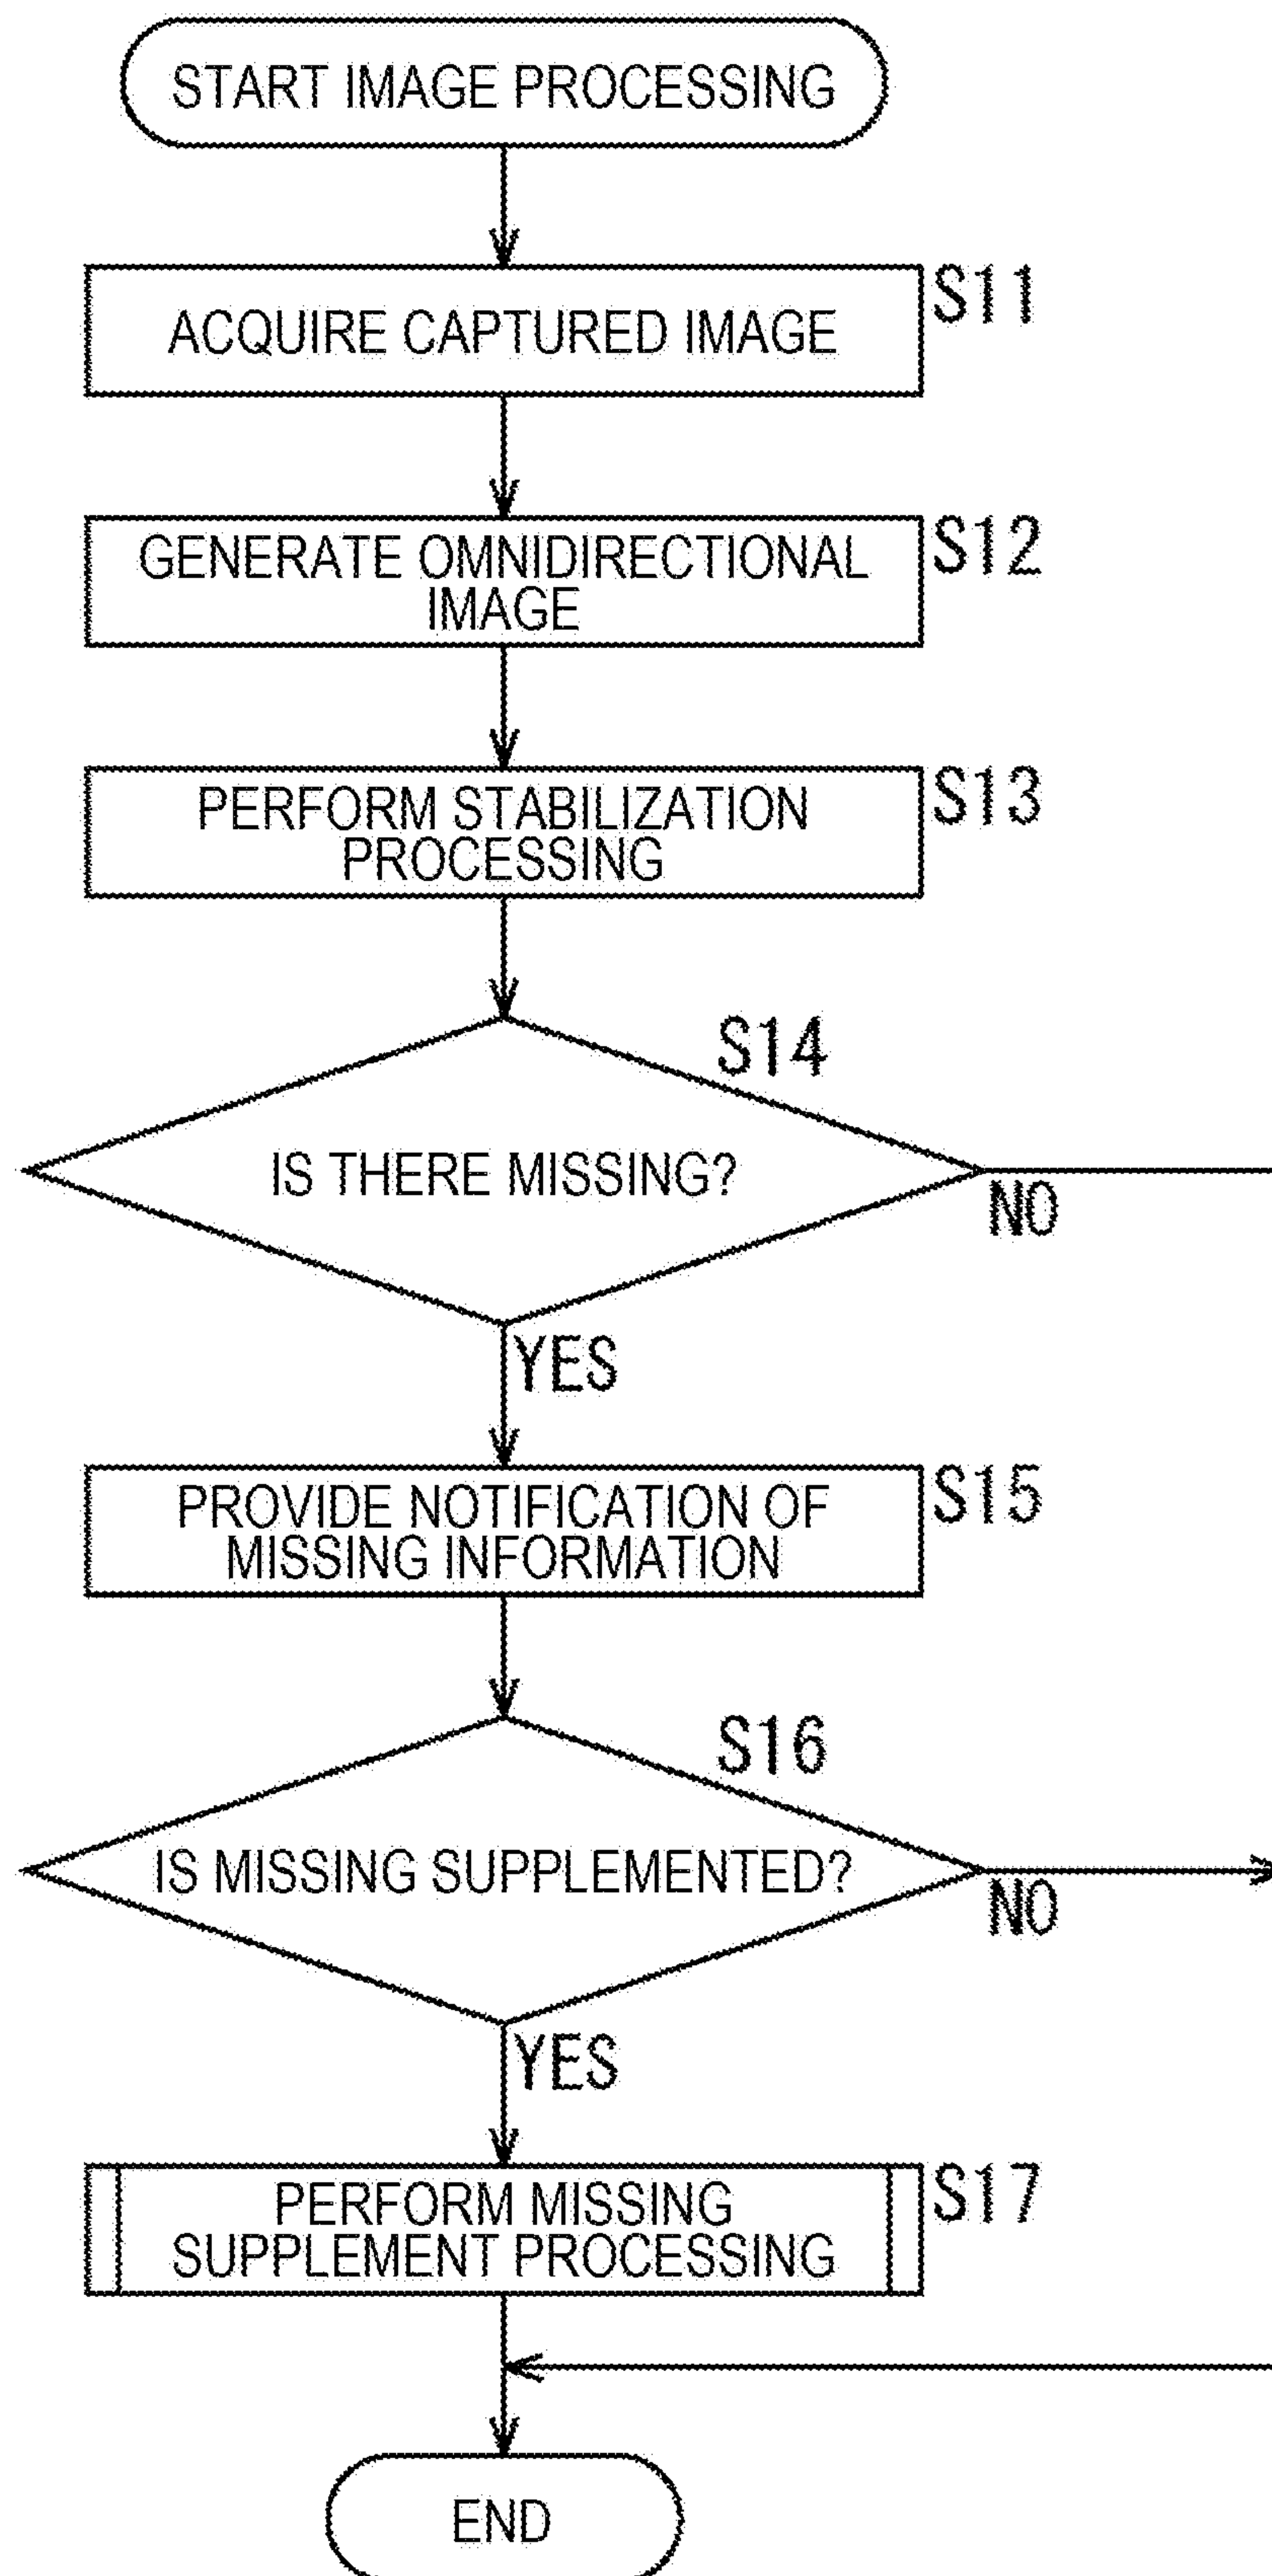 START IMAGE PROCESSING
S11
ACQUIRE CAPTURED IMAGE
S12
GENERATE OMNIDIRECTIONAL
IMAGE
S13
PERFORM STABILIZATION
PROCESSING
S14
IS THERE MISSING?
NO
YES
S15
PROVIDE NOTIFICATION OF
MISSING INFORMATION
S16
IS MISSING SUPPLEMENTED?
NO
YES
S17
PERFORM MISSING
SUPPLEMENT PROCESSING
END